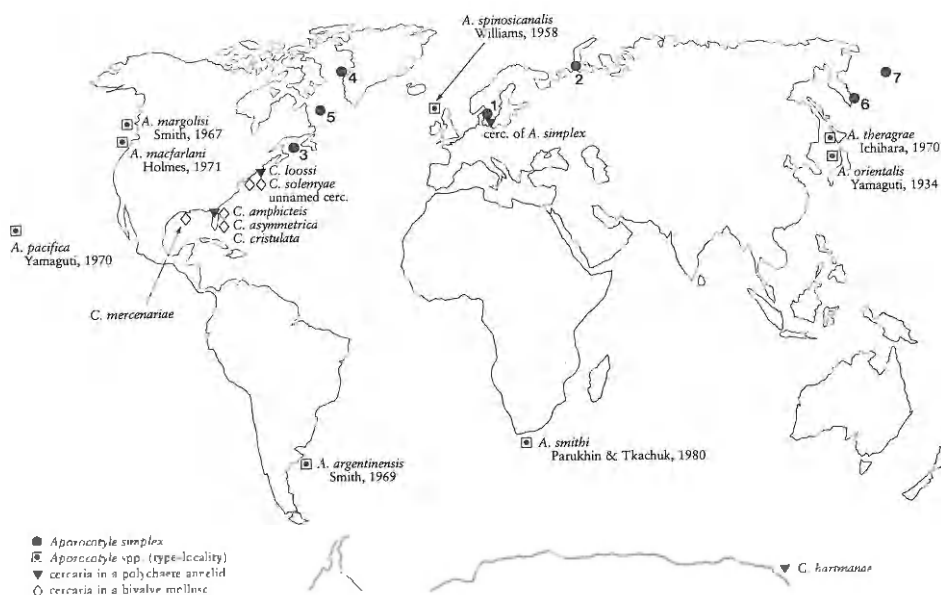 A. spinosicanalis
Williams, 1958
4
2
7
1
5
6
A. margolisi
Smith, 1967
cerc. of A. simplex
A. theragrae
Ichihara, 1970
A. macfarlani
Holmes, 1971
3
C. loossi
C. solemyae
unnamed cerc.
A. orientalis
Yamaguti, 1934
C. amphicteis
C. asymmetrica
C. cristulata
A. pacifica
Yamaguti, 1970
C. mercenariae
A. smithi
Parukhin & Tkachuk, 1980
A. argentinensis
Smith, 1969
Aporocotyle simplex
Aporocotyle spp. (type-locality)
cercaria in a polychaete annelid
cercaria in a bivalve mollusc
C. hartmanae